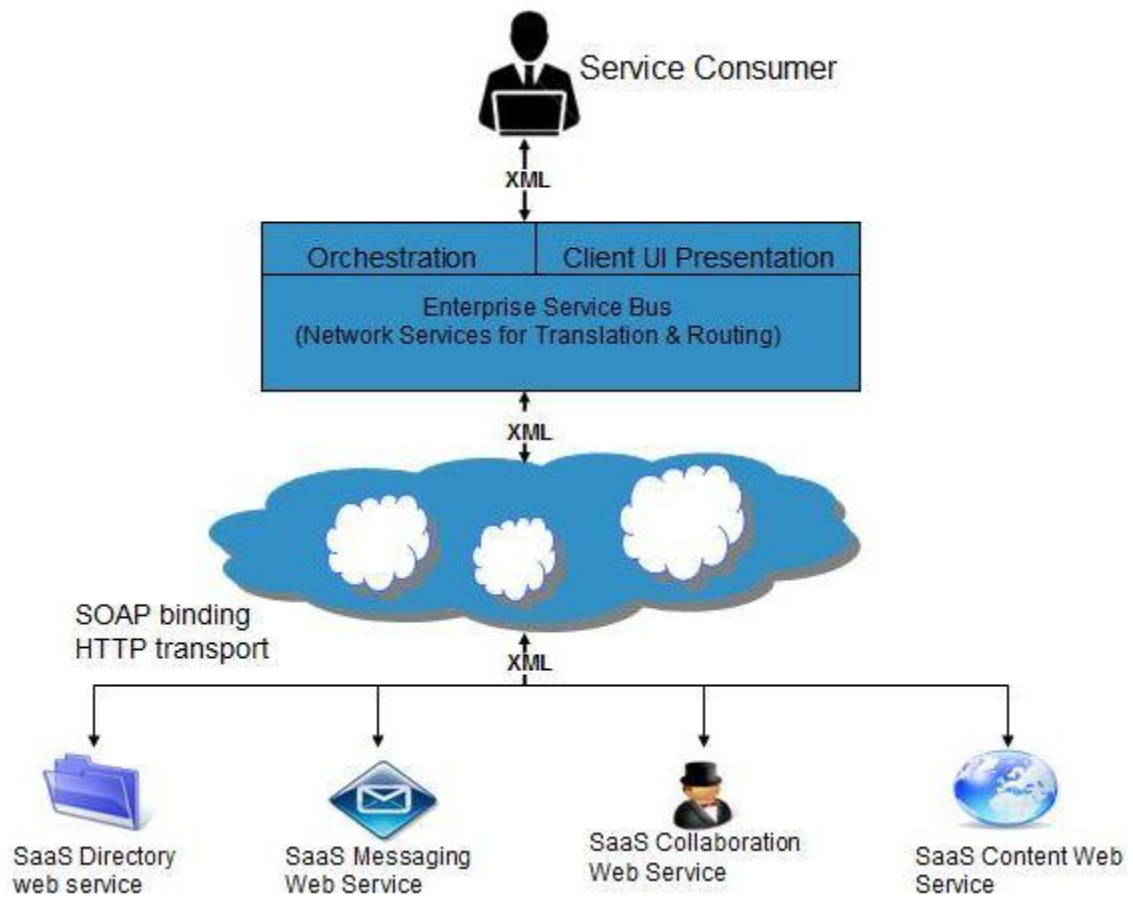 Service Consumer
XML
Orchestration
Client UI Presentation
Enterprise Service Bus
(Network Services for Translation & Routing)
XML
SOAP binding
HTTP transport
XML
SaaS Directory
web service
SaaS Messaging
Web Service
SaaS Collaboration
Web Service
SaaS Content Web
Service